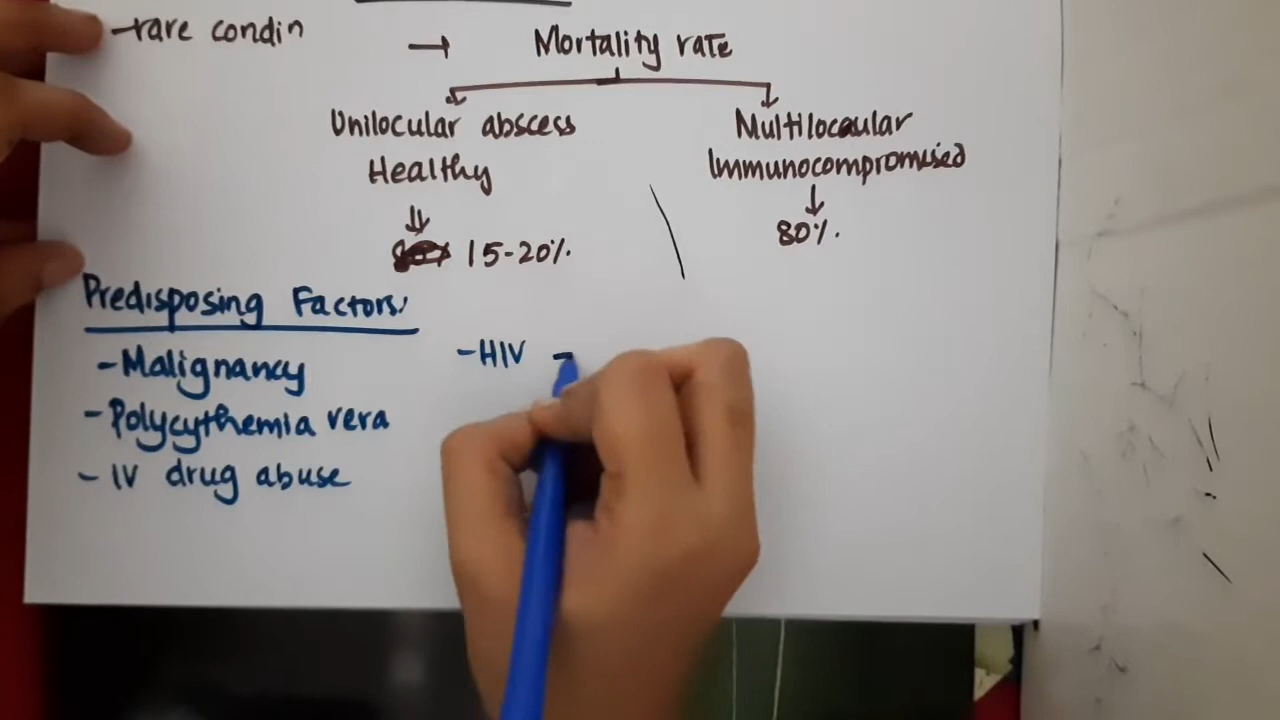 -rare condin
→ Mortality rate
Unilocular abscess
Healthy
15-20%.
Multilocular
Immunocompromised
80%.
Predisposing Factors:
-Malignancy
-Polycythemia vera
- IV drug abuse
-HIV -